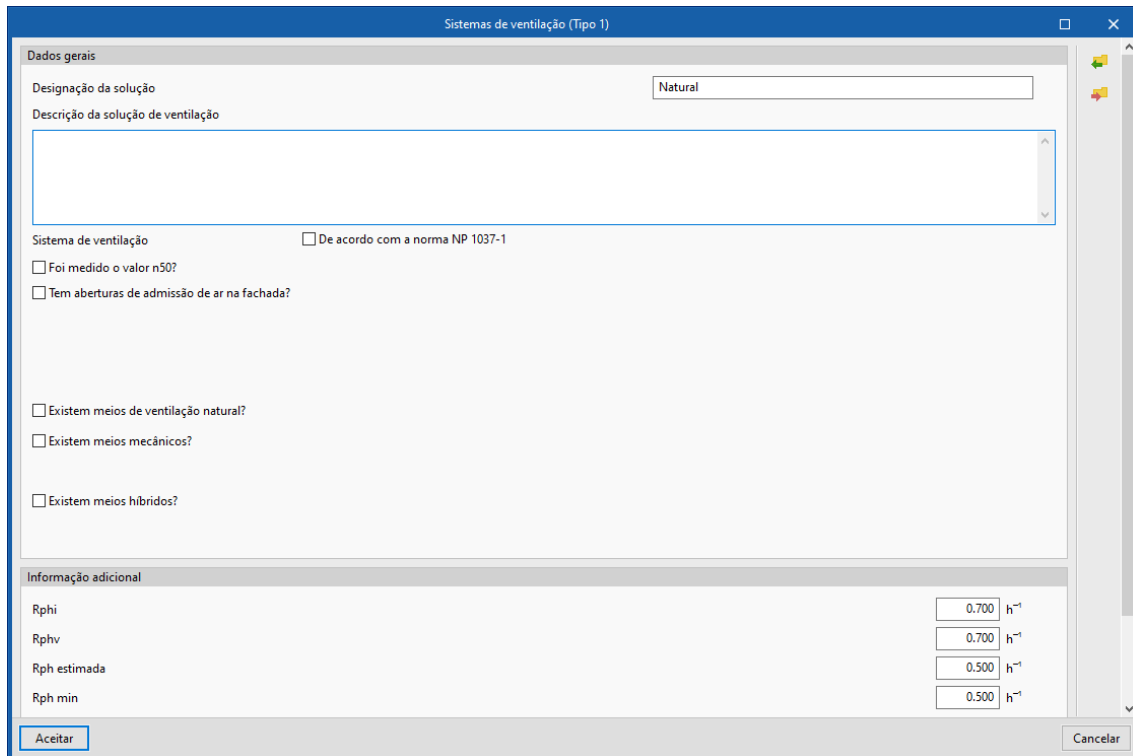 Sistemas de ventilação (Tipo 1)
Dados gerais
Designação da solução Natural
Descrição da solução de ventilação
Sistema de ventilação De acordo com a norma NP 1037-1
Foi medido o valor n50?
Tem aberturas de admissão de ar na fachada?
Existem meios de ventilação natural?
Existem meios mecânicos?
Existem meios híbridos?
Informação adicional
Rphi 0.700 h⁻¹
Rphv 0.700 h⁻¹
Rph estimada 0.500 h⁻¹
Rph min 0.500 h⁻¹
Aceitar Cancelar